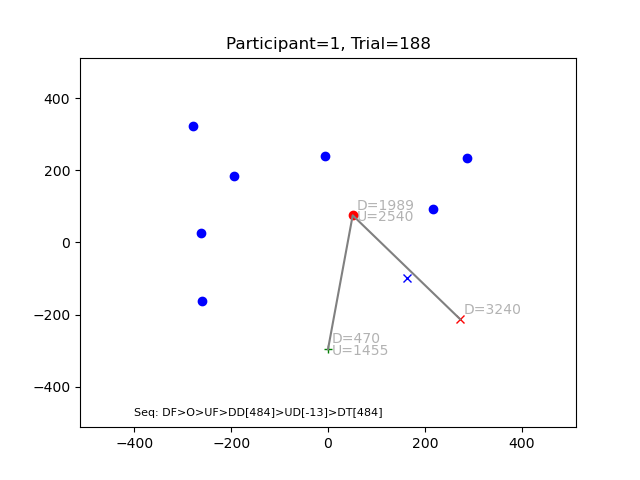 Participant=1, Trial=188
400
200
0
−200
−400
D=1989
U=2540
D=3240
D=470
U=1455
Seq: DF>O>UF>DD[484]>UD[-13]>DT[484]
−400 −200 0 200 400